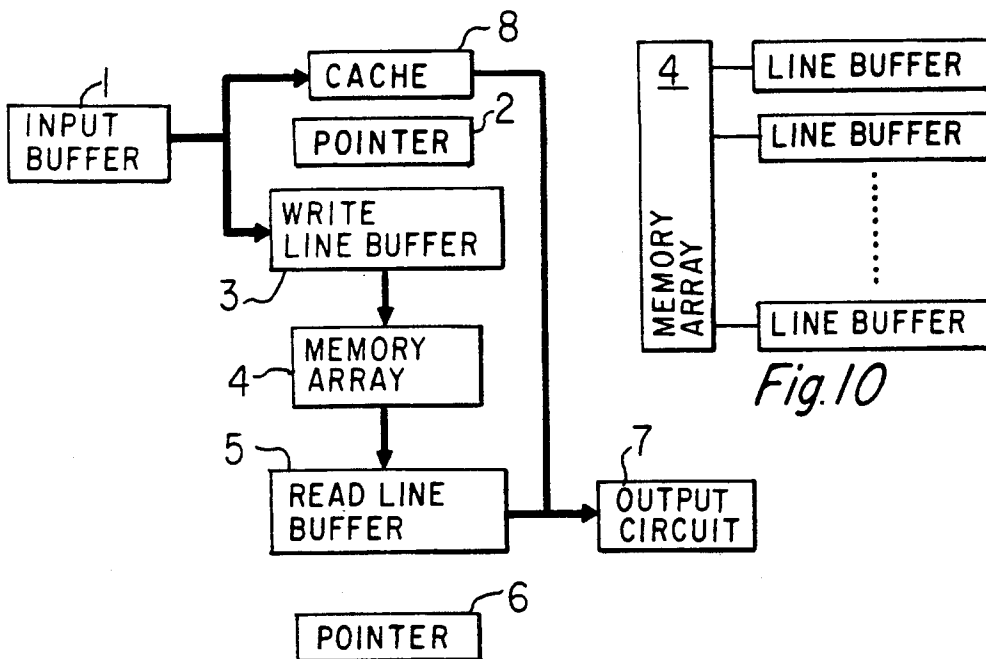 1
INPUT
BUFFER
8
CACHE
2
POINTER
WRITE
LINE BUFFER
3
MEMORY
ARRAY
4
5
READ LINE
BUFFER
7
OUTPUT
CIRCUIT
6
POINTER
4
MEMORY
ARRAY
LINE BUFFER
LINE BUFFER
LINE BUFFER
Fig.10